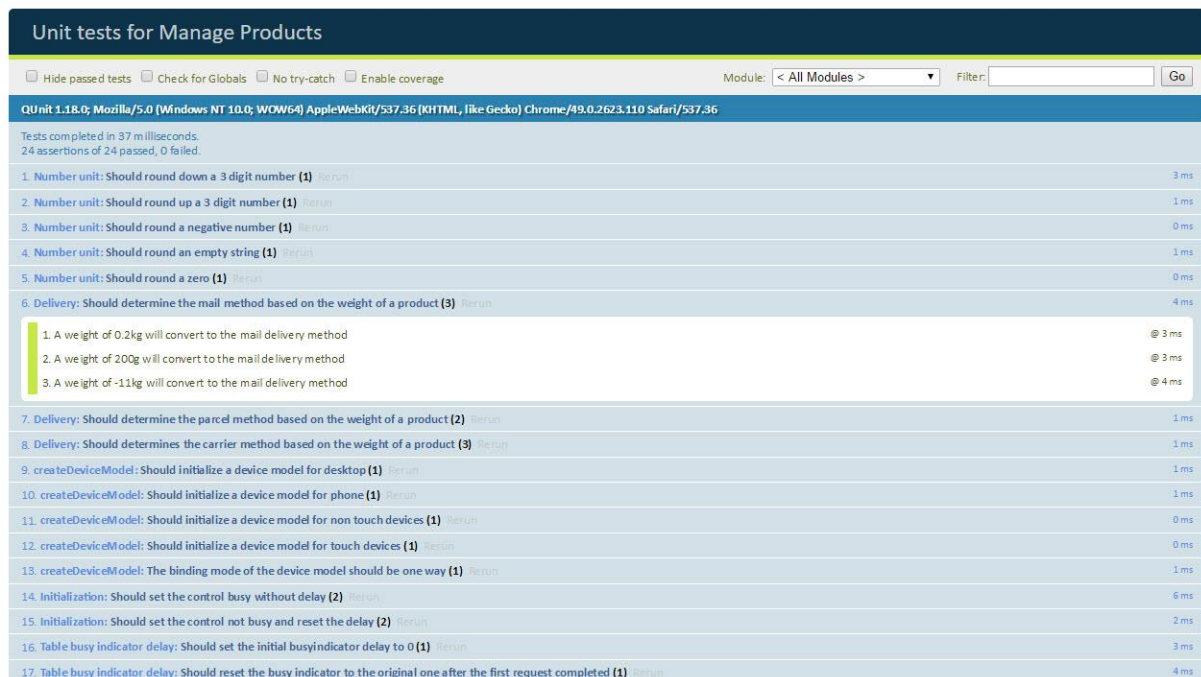 Unit tests for Manage Products
Hide passed tests Check for Globals No try-catch Enable coverage Module: < All Modules > Filter: Go
QUnit 1.18.0; Mozilla/5.0 (Windows NT 10.0; WOW64) AppleWebKit/537.36 (KHTML, like Gecko) Chrome/49.0.2623.110 Safari/537.36
Tests completed in 37 milliseconds.
24 assertions of 24 passed, 0 failed.
1. Number unit: Should round down a 3 digit number (1) Rerun 3 ms
2. Number unit: Should round up a 3 digit number (1) Rerun 1 ms
3. Number unit: Should round a negative number (1) Rerun 0 ms
4. Number unit: Should round an empty string (1) Rerun 1 ms
5. Number unit: Should round a zero (1) Rerun 0 ms
6. Delivery: Should determine the mail method based on the weight of a product (3) Rerun 4 ms
1. A weight of 0.2kg will convert to the mail delivery method @ 3 ms
2. A weight of 200g will convert to the mail delivery method @ 3 ms
3. A weight of -11kg will convert to the mail delivery method @ 4 ms
7. Delivery: Should determine the parcel method based on the weight of a product (2) Rerun 1 ms
8. Delivery: Should determines the carrier method based on the weight of a product (3) Rerun 1 ms
9. createDeviceModel: Should initialize a device model for desktop (1) Rerun 1 ms
10. createDeviceModel: Should initialize a device model for phone (1) Rerun 1 ms
11. createDeviceModel: Should initialize a device model for non touch devices (1) Rerun 0 ms
12. createDeviceModel: Should initialize a device model for touch devices (1) Rerun 0 ms
13. createDeviceModel: The binding mode of the device model should be one way (1) Rerun 1 ms
14. Initialization: Should set the control busy without delay (2) Rerun 6 ms
15. Initialization: Should set the control not busy and reset the delay (2) Rerun 2 ms
16. Table busy indicator delay: Should set the initial busyindicator delay to 0 (1) Rerun 3 ms
17. Table busy indicator delay: Should reset the busy indicator to the original one after the first request completed (1) Rerun 4 ms